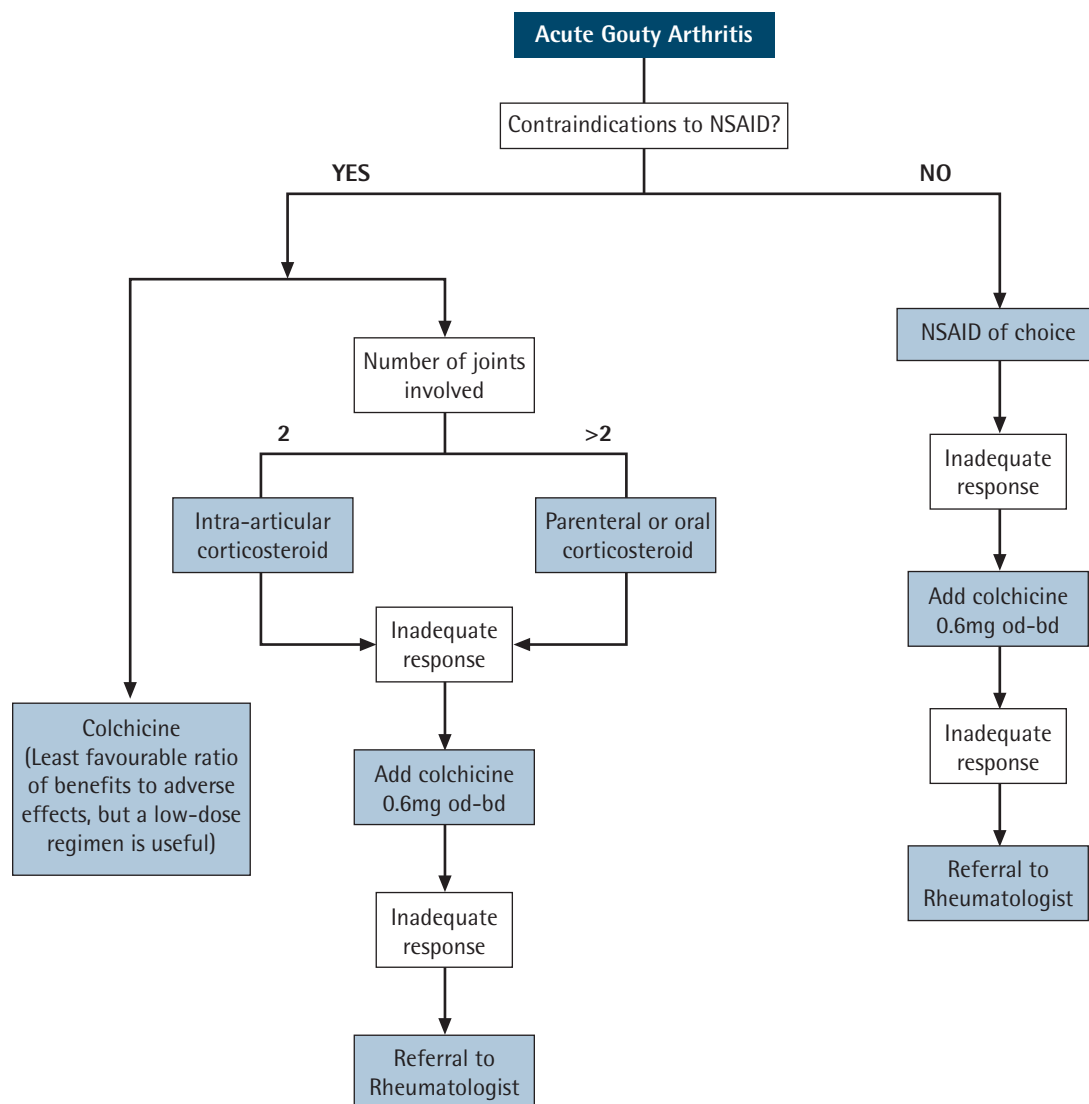 Acute Gouty Arthritis
Contraindications to NSAID?
YES
NO
Number of joints
involved
2
>2
Intra-articular
corticosteroid
Parenteral or oral
corticosteroid
Inadequate
response
Colchicine
(Least favourable ratio
of benefits to adverse
effects, but a low-dose
regimen is useful)
Add colchicine
0.6mg od-bd
Inadequate
response
Referral to
Rheumatologist
NSAID of choice
Inadequate
response
Add colchicine
0.6mg od-bd
Inadequate
response
Referral to
Rheumatologist